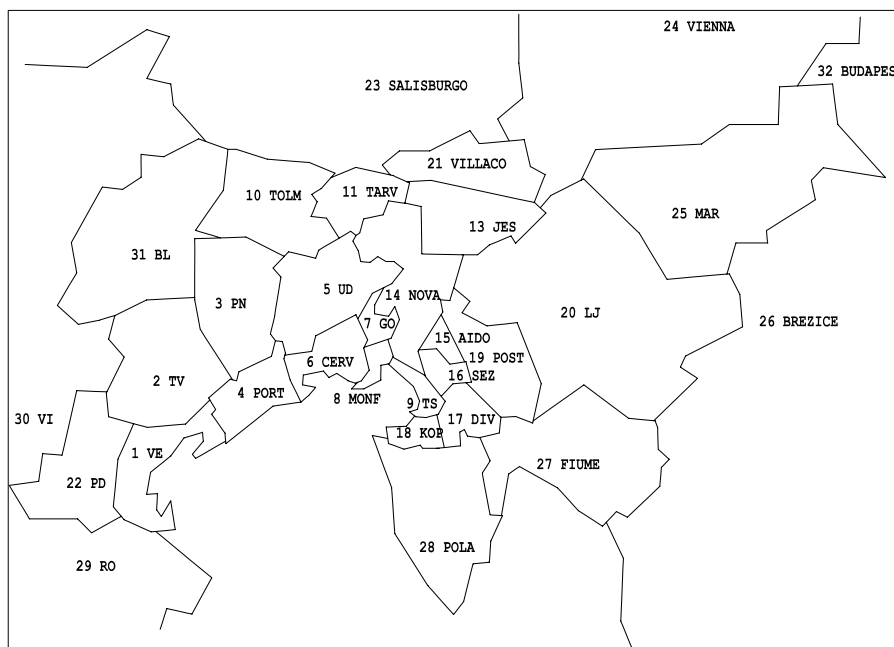 24 VIENNA
32 BUDAPES
23 SALISBURGO
21 VILLACO
10 TOLM
11 TARV
25 MAR
13 JES
31 BL
5 UD
14 NOVA
3 PN
20 LJ
7 GO
26 BREZICE
15 AIDO
19 POST
6 CERV
16 SEZ
2 TV
4 PORT
8 MONF
9 TS
30 VI
17 DIV
18 KOP
1 VE
27 FIUME
22 PD
28 POLA
29 RO